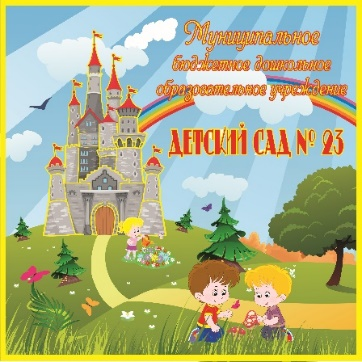 Муниципальное
бюджетное дошкольное
образовательное учреждение
ДЕТСКИЙ САД № 23